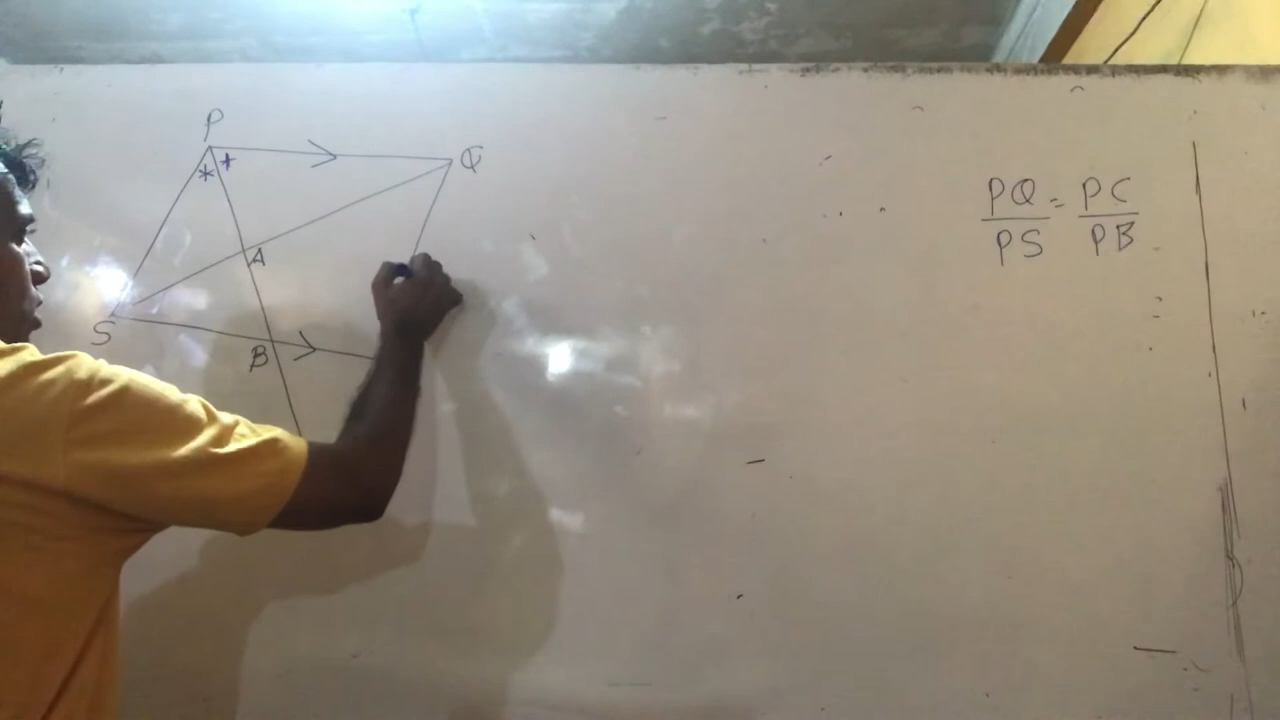 P
Q
* *
A
S
B
PQ/PS = PC/PB